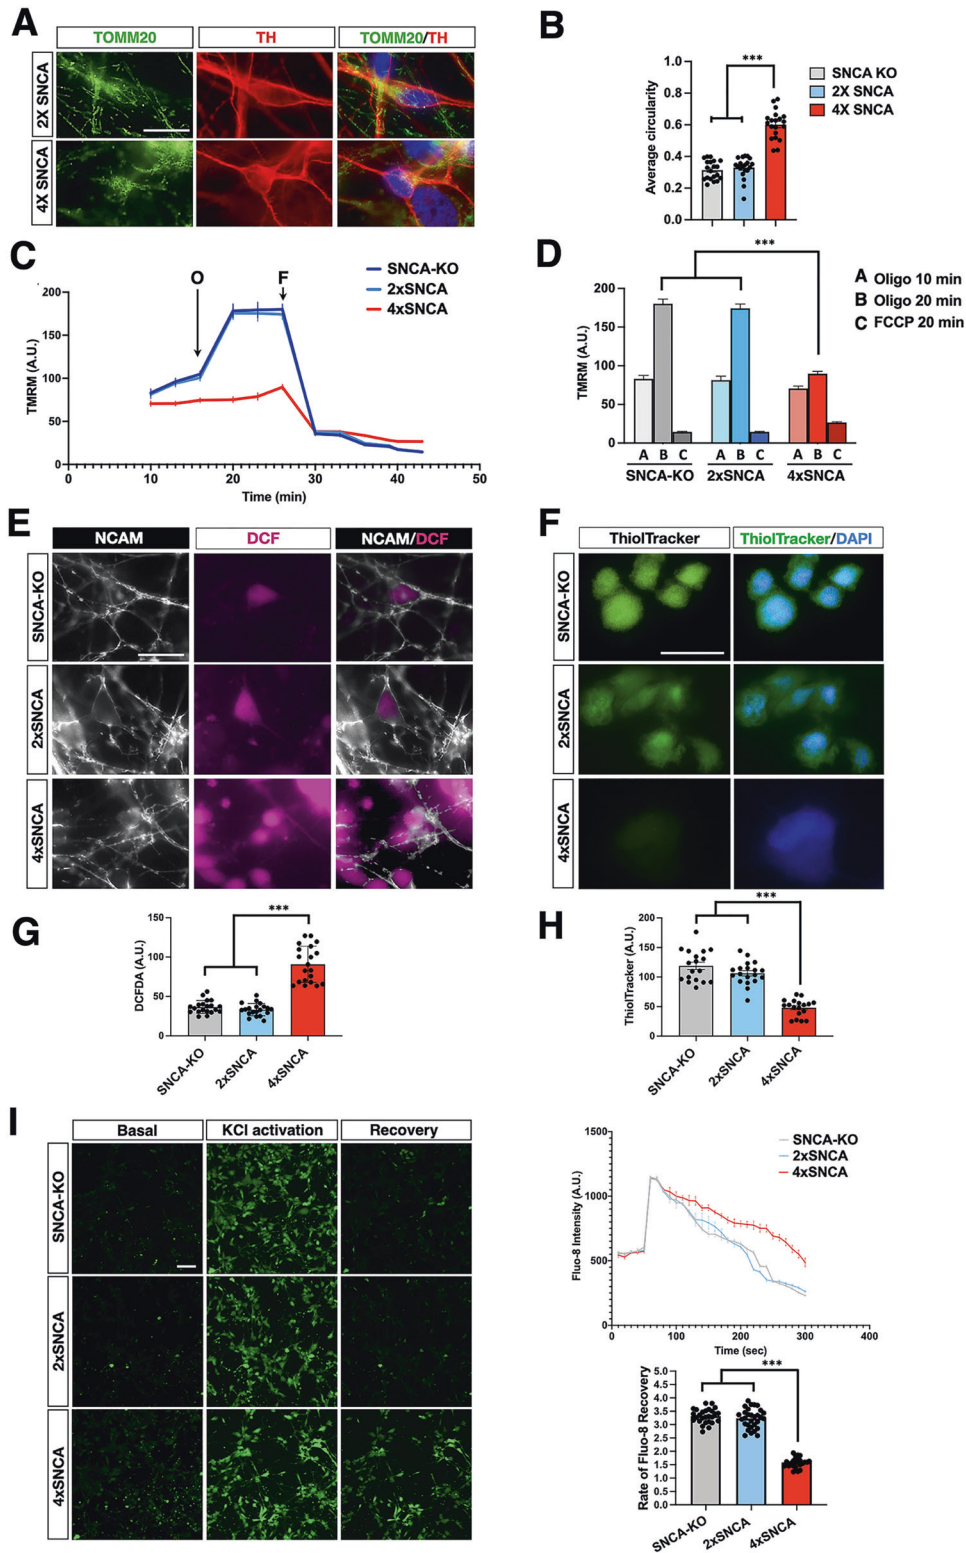 A
TOMM20
TH
TOMM20/TH
2X SNCA
4X SNCA
B
Average circularity
1.0
0.8
0.6
0.4
0.2
0.0
***
SNCA KO
2X SNCA
4X SNCA
C
TMRM (A.U.)
200
150
100
50
0
O
F
SNCA-KO
2xSNCA
4xSNCA
0
10
20
30
40
50
Time (min)
D
TMRM (A.U.)
200
150
100
50
0
***
A Oligo 10 min
B Oligo 20 min
C FCCP 20 min
A B C
A B C
A B C
SNCA-KO
2xSNCA
4xSNCA
E
NCAM
DCF
NCAM/DCF
SNCA-KO
2xSNCA
4xSNCA
F
ThiolTracker
ThiolTracker/DAPI
SNCA-KO
2xSNCA
4xSNCA
G
DCFDA (A.U.)
150
100
50
0
***
SNCA-KO
2xSNCA
4xSNCA
H
ThiolTracker (A.U.)
200
150
100
50
0
***
SNCA-KO
2xSNCA
4xSNCA
I
Basal
KCl activation
Recovery
SNCA-KO
2xSNCA
4xSNCA
Fluo-8 Intensity (A.U.)
1500
1000
500
0
SNCA-KO
2xSNCA
4xSNCA
0
100
200
300
400
Time (sec)
Rate of Fluo-8 Recovery
5.0
4.5
4.0
3.5
3.0
2.5
2.0
1.5
1.0
0.5
0.0
***
SNCA-KO
2xSNCA
4xSNCA